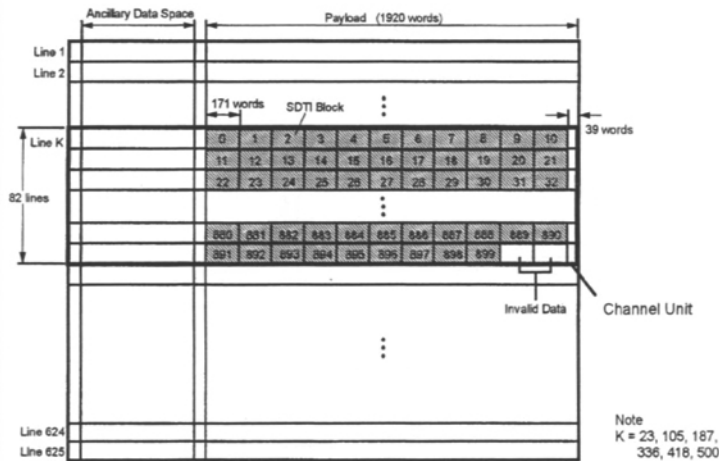 Ancillary Data Space
Payload (1920 words)
Line 1
Line 2
171 words
SDTI Block
39 words
Line K
0 1 2 3 4 5 6 7 8 9 10
11 12 13 14 15 16 17 18 19 20 21
22 23 24 25 26 27 28 29 30 31 32
82 lines
880 881 882 883 884 885 886 887 888 889 890
891 892 893 894 895 896 897 898 899
Invalid Data
Channel Unit
Line 624
Line 625
Note
K = 23, 105, 187,
336, 418, 500